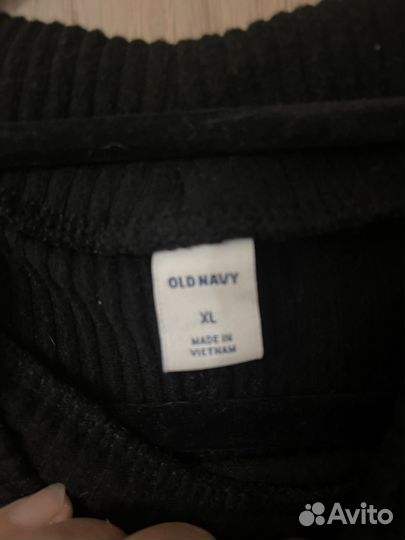 OLD NAVY
XL
MADE IN
VIETNAM
Avito